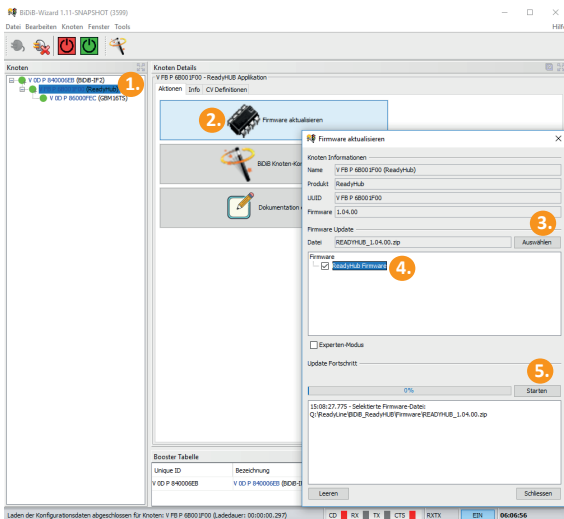 BiDiB-Wizard 1.11-SNAPSHOT (3599)
Datei Bearbeiten Knoten Fenster Tools
Hilf
Knoten
V 0D P 840006EB (BiDiB-IF2)
(ReadyHub)
V 0D P 86000FEC (GBM16TS)
1.
Knoten Details
V FB P 6B001F00 - ReadyHUB Applikation
Aktionen Info CV Definitionen
2.
Firmware aktualisieren
BiDiB Knoten-Kon
Dokumentation
Booster Tabelle
Unique ID Bezeichnung
V 0D P 840006EB V 0D P 840006EB (BiDiB-I
Firmware aktualisieren
Knoten Informationen
Name V FB P 6B001F00 (ReadyHub)
Produkt ReadyHub
UUID V FB P 6B001F00
Firmware 1.04.00
Firmware Update
3.
Datei READYHUB_1.04.00.zip Auswählen
Firmware
ReadyHub Firmware
4.
Experten-Modus
Update Fortschritt
5.
0% Starten
15:08:27.775 - Selektierte Firmware-Datei:
Q:\ReadyLine\BiDiB_ReadyHUB\Firmware\READYHUB_1.04.00.zip
Leeren Schliessen
Laden der Konfigurationsdaten abgeschlossen für Knoten: V FB P 6B001F00 (Ladedauer: 00:00:00.297) CD RX TX CTS RXTX EIN 06:06:56